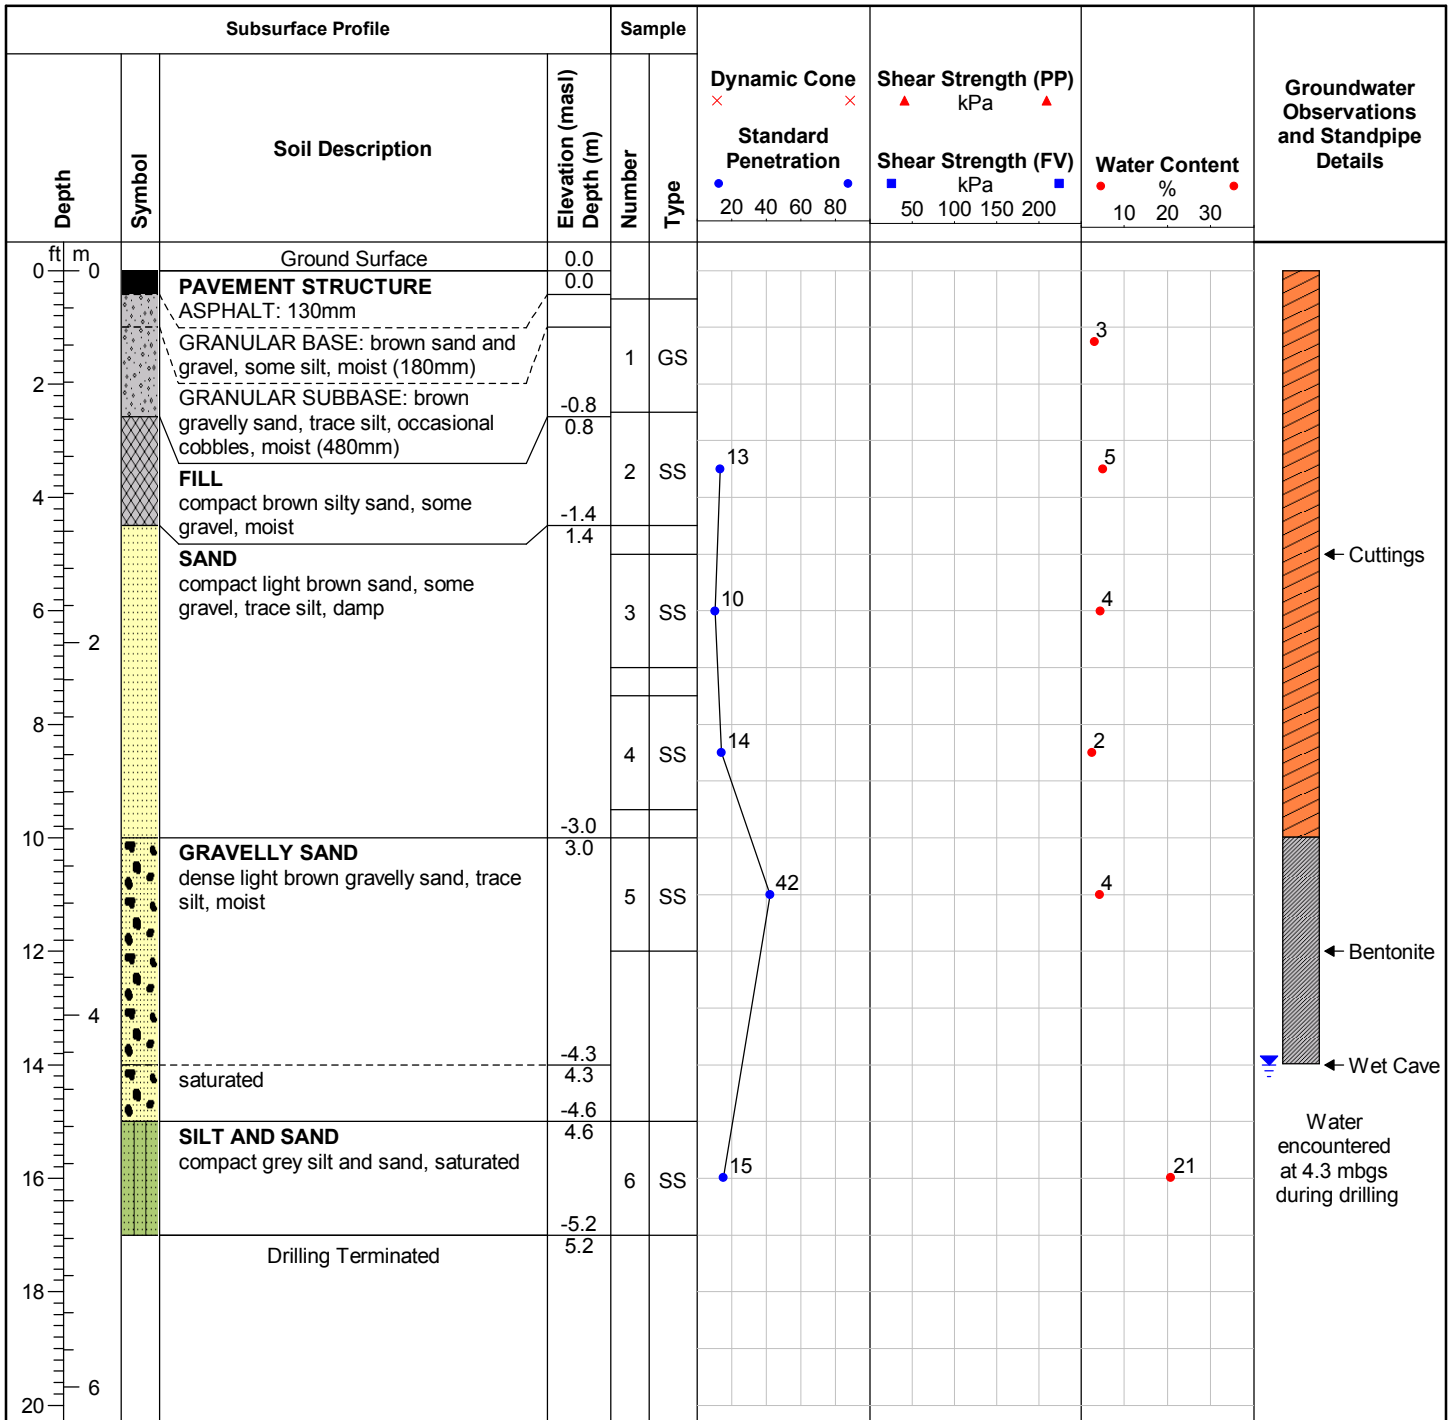 Subsurface Profile
Sample
Depth
Symbol
Soil Description
Elevation (masl)
Depth (m)
Number
Type
Dynamic Cone
Standard
Penetration
20 40 60 80
Shear Strength (PP)
kPa
Shear Strength (FV)
kPa
50 100 150 200
Water Content
%
10 20 30
Groundwater
Observations
and Standpipe
Details
ft m
0 0
2
4
6
2
8
10
12
4
14
16
18
6
20
Ground Surface
0.0
0.0
PAVEMENT STRUCTURE
ASPHALT: 130mm
GRANULAR BASE: brown sand and
gravel, some silt, moist (180mm)
GRANULAR SUBBASE: brown
gravelly sand, trace silt, occasional
cobbles, moist (480mm)
-0.8
0.8
FILL
compact brown silty sand, some
gravel, moist
-1.4
1.4
SAND
compact light brown sand, some
gravel, trace silt, damp
-3.0
3.0
GRAVELLY SAND
dense light brown gravelly sand, trace
silt, moist
-4.3
4.3
saturated
-4.6
4.6
SILT AND SAND
compact grey silt and sand, saturated
-5.2
5.2
Drilling Terminated
1 GS
2 SS
3 SS
4 SS
5 SS
6 SS
13
10
14
42
15
3
5
4
2
4
21
Cuttings
Bentonite
Wet Cave
Water
encountered
at 4.3 mbgs
during drilling